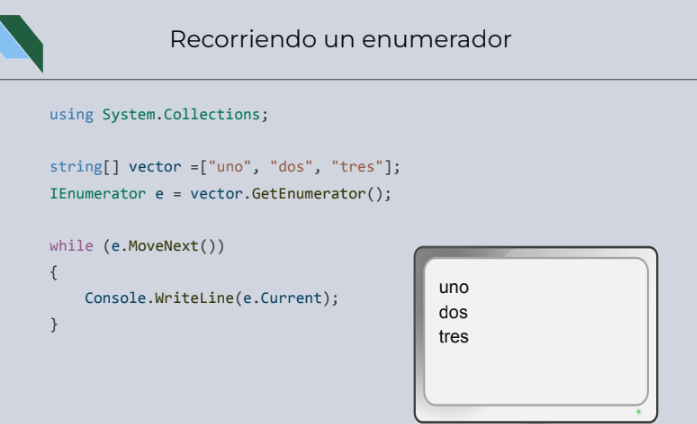 Recorriendo un enumerador
using System.Collections;
string[] vector =["uno", "dos", "tres"];
IEnumerator e = vector.GetEnumerator();
while (e.MoveNext())
{
    Console.WriteLine(e.Current);
}
uno
dos
tres